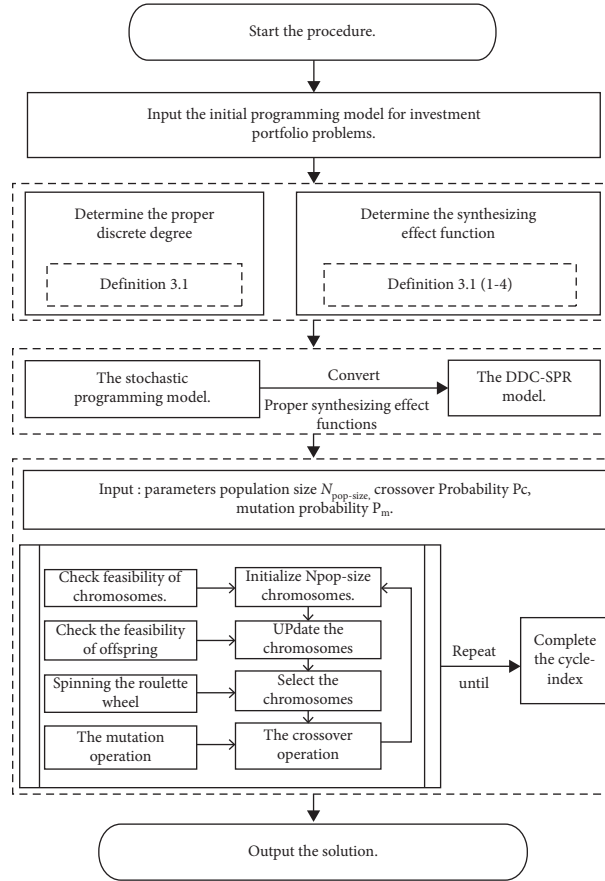 Start the procedure.
Input the initial programming model for investment
portfolio problems.
Determine the proper
discrete degree
Definition 3.1
Determine the synthesizing
effect function
Definition 3.1 (1-4)
The stochastic
programming model.
Convert
Proper synthesizing effect
functions
The DDC-SPR
model.
Input : parameters population size N_pop-size, crossover Probability Pc,
mutation probability P_m.
Check feasibility of
chromosomes.
Initialize Npop-size
chromosomes.
Check the feasibility
of offspring
UPdate the
chromosomes
Spinning the roulette
wheel
Select the
chromosomes
The mutation
operation
The crossover
operation
Repeat
until
Complete
the cycle-
index
Output the solution.